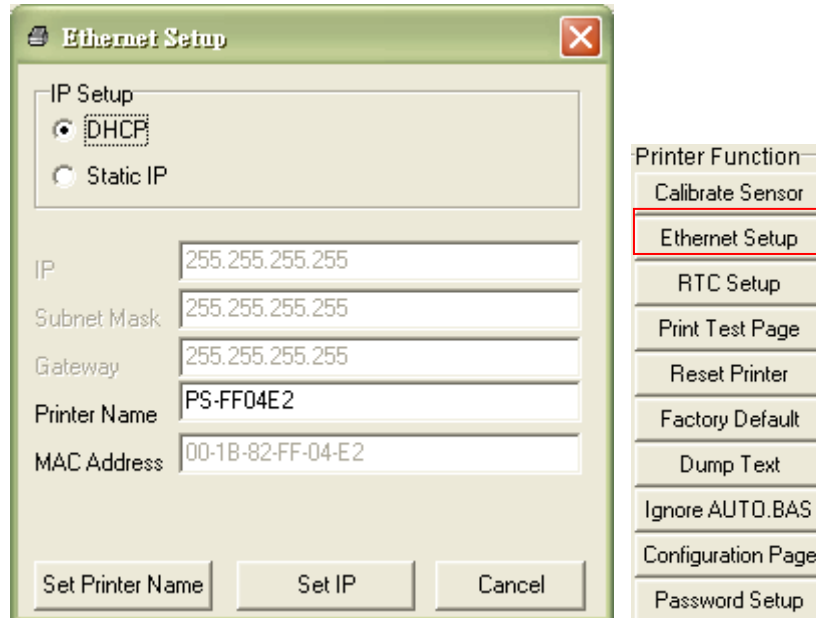 Ethernet Setup
IP Setup
DHCP
Static IP
IP 255.255.255.255
Subnet Mask 255.255.255.255
Gateway 255.255.255.255
Printer Name PS-FF04E2
MAC Address 00-1B-82-FF-04-E2
Set Printer Name Set IP Cancel
Printer Function
Calibrate Sensor
Ethernet Setup
RTC Setup
Print Test Page
Reset Printer
Factory Default
Dump Text
Ignore AUTO.BAS
Configuration Page
Password Setup